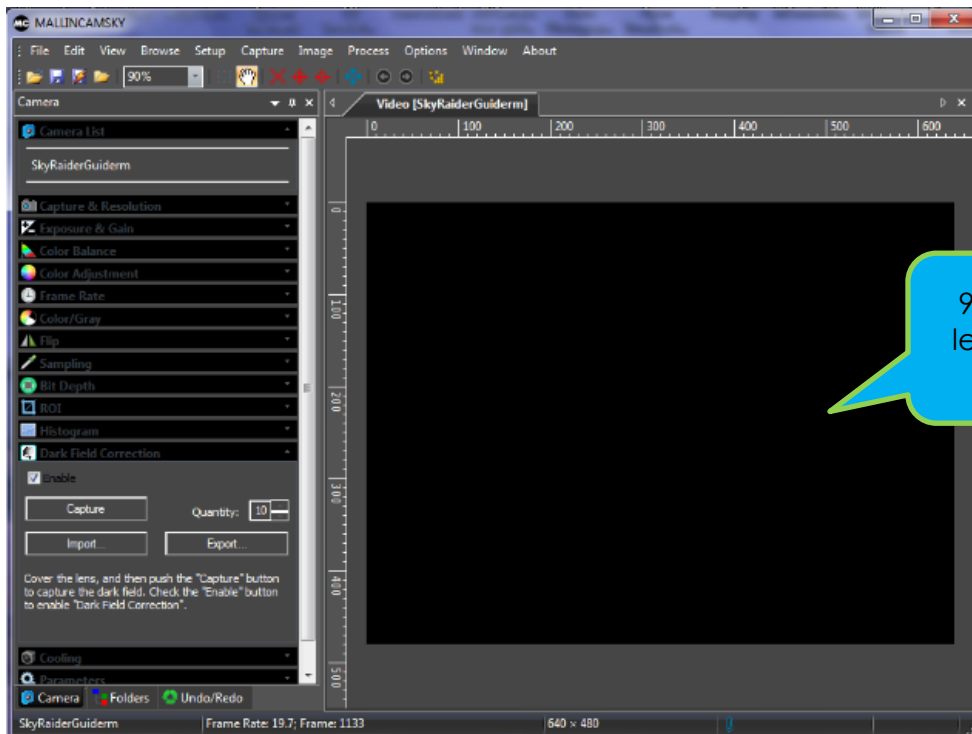 MALLINCAMSKY
File Edit View Browse Setup Capture Image Process Options Window About
90%
Camera
Video [SkyRaiderGuiderm]
Camera List
SkyRaiderGuiderm
Capture & Resolution
Exposure & Gain
Color Balance
Color Adjustment
Frame Rate
Color/Gray
Flip
Sampling
Bit Depth
ROI
Histogram
Dark Field Correction
Enable
Capture Quantity: 10
Import... Export...
Cover the lens, and then push the "Capture" button
to capture the dark field. Check the "Enable" button
to enable "Dark Field Correction".
Cooling
Parameters
Camera Folders Undo/Redo
0 100 200 300 400 500 600
0
100
200
300
400
500
9
le
SkyRaiderGuiderm Frame Rate: 19.7; Frame: 1133 640 × 480